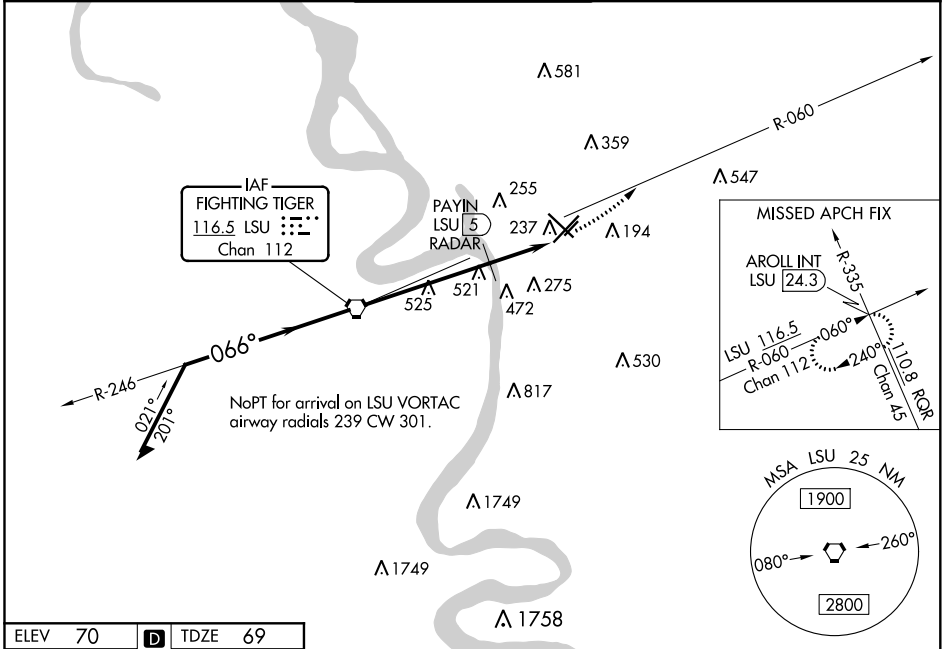 581
R-060
359
547
IAF
FIGHTING TIGER
116.5 LSU
Chan 112
255
PAYIN
LSU 5
RADAR
237
194
MISSED APCH FIX
R-335
AROLL INT
LSU 24.3
LSU 116.5
R-060
Chan 112
060°
240°
110.8 RQR
Chan 45
525
521
472
275
066°
R-246
021°
201°
530
817
NoPT for arrival on LSU VORTAC
airway radials 239 CW 301.
1749
1749
1758
MSA LSU 25 NM
1900
080°
260°
2800
ELEV 70 D TDZE 69